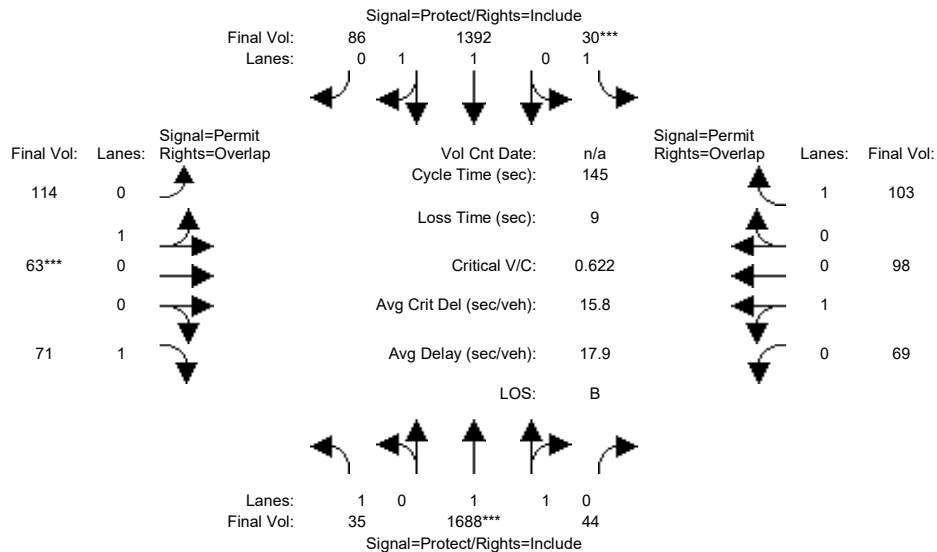 Signal=Protect/Rights=Include
Final Vol: 86 1392 30***
Lanes: 0 1 1 0 1
Signal=Permit Signal=Permit
Final Vol: Lanes: Rights=Overlap Vol Cnt Date: n/a Rights=Overlap Lanes: Final Vol:
Cycle Time (sec): 145
114 0 1 103
Loss Time (sec): 9
1 0
63*** 0 Critical V/C: 0.622 0 98
0 Avg Crit Del (sec/veh): 15.8 1
71 1 Avg Delay (sec/veh): 17.9 0 69
LOS: B
Lanes: 1 0 1 1 0
Final Vol: 35 1688*** 44
Signal=Protect/Rights=Include